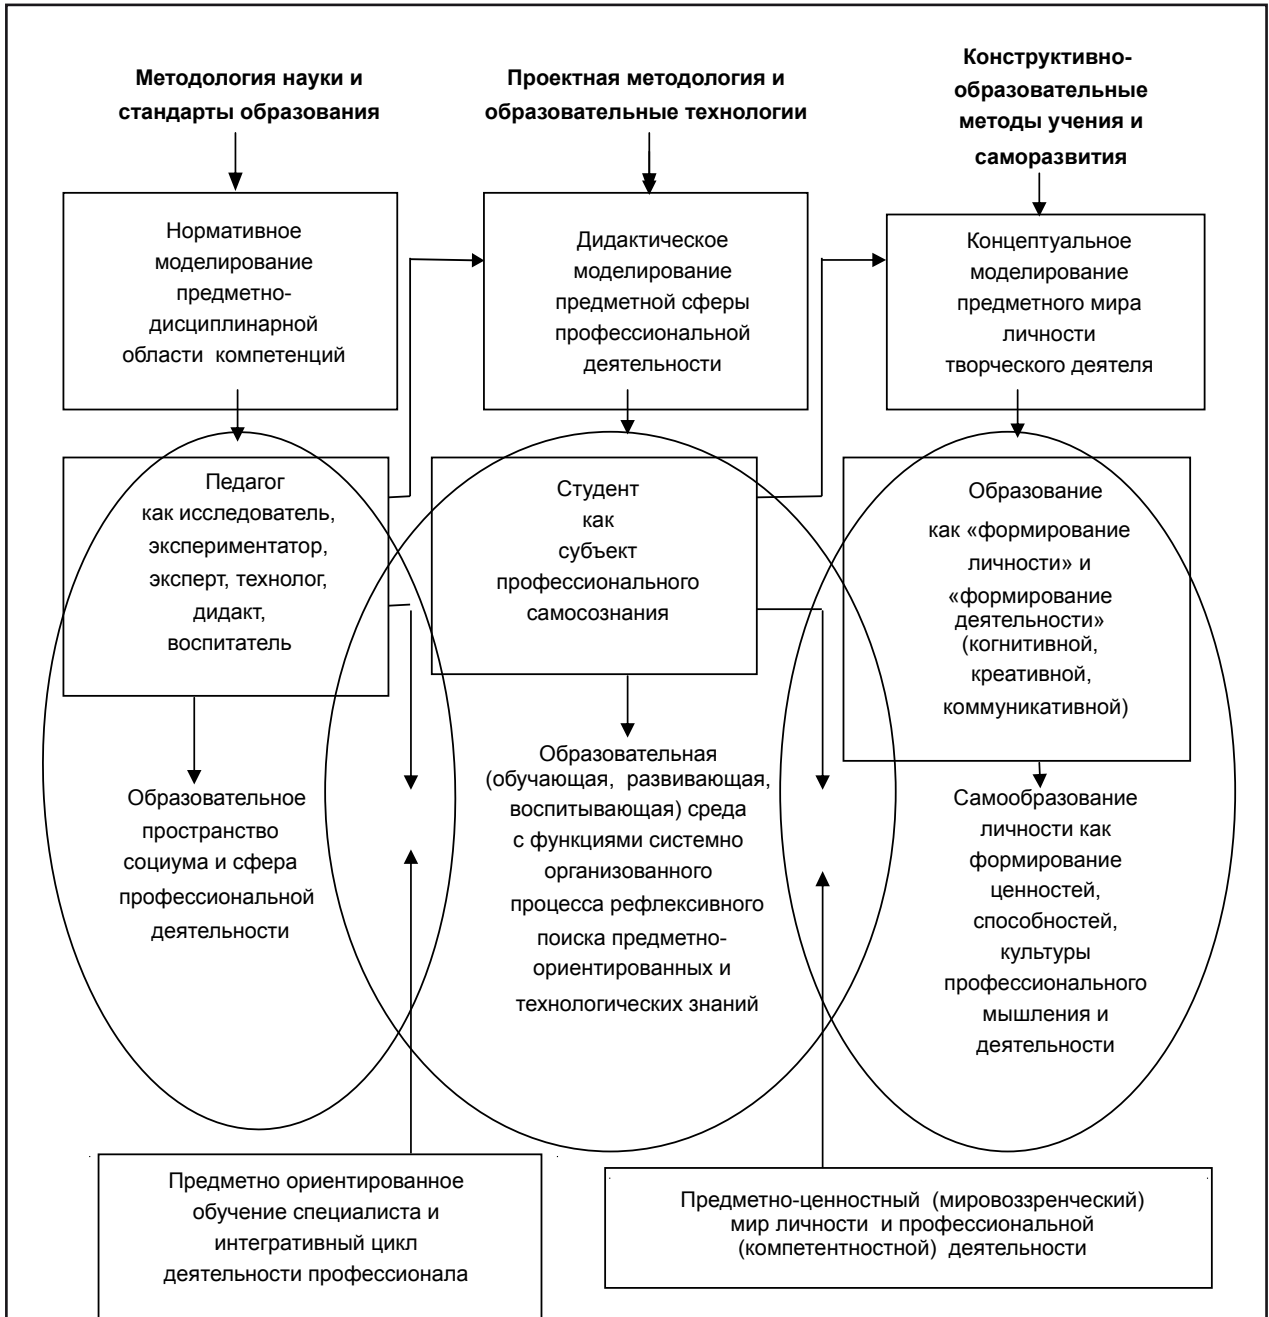 Методология науки и
стандарты образования
Проектная методология и
образовательные технологии
Конструктивно-
образовательные
методы учения и
саморазвития
Нормативное
моделирование
предметно-
дисциплинарной
области компетенций
Дидактическое
моделирование
предметной сферы
профессиональной
деятельности
Концептуальное
моделирование
предметного мира
личности
творческого деятеля
Педагог
как исследователь,
экспериментатор,
эксперт, технолог,
дидакт,
воспитатель
Студент
как
субъект
профессионального
самосознания
Образование
как «формирование
личности» и
«формирование
деятельности»
(когнитивной,
креативной,
коммуникативной)
Образовательное
пространство
социума и сфера
профессиональной
деятельности
Образовательная
(обучающая, развивающая,
воспитывающая) среда
с функциями системно
организованного
процесса рефлексивного
поиска предметно-
ориентированных и
технологических знаний
Самообразование
личности как
формирование
ценностей,
способностей,
культуры
профессионального
мышления и
деятельности
Предметно ориентированное
обучение специалиста и
интегративный цикл
деятельности профессионала
Предметно-ценностный (мировоззренческий)
мир личности и профессиональной
(компетентностной) деятельности